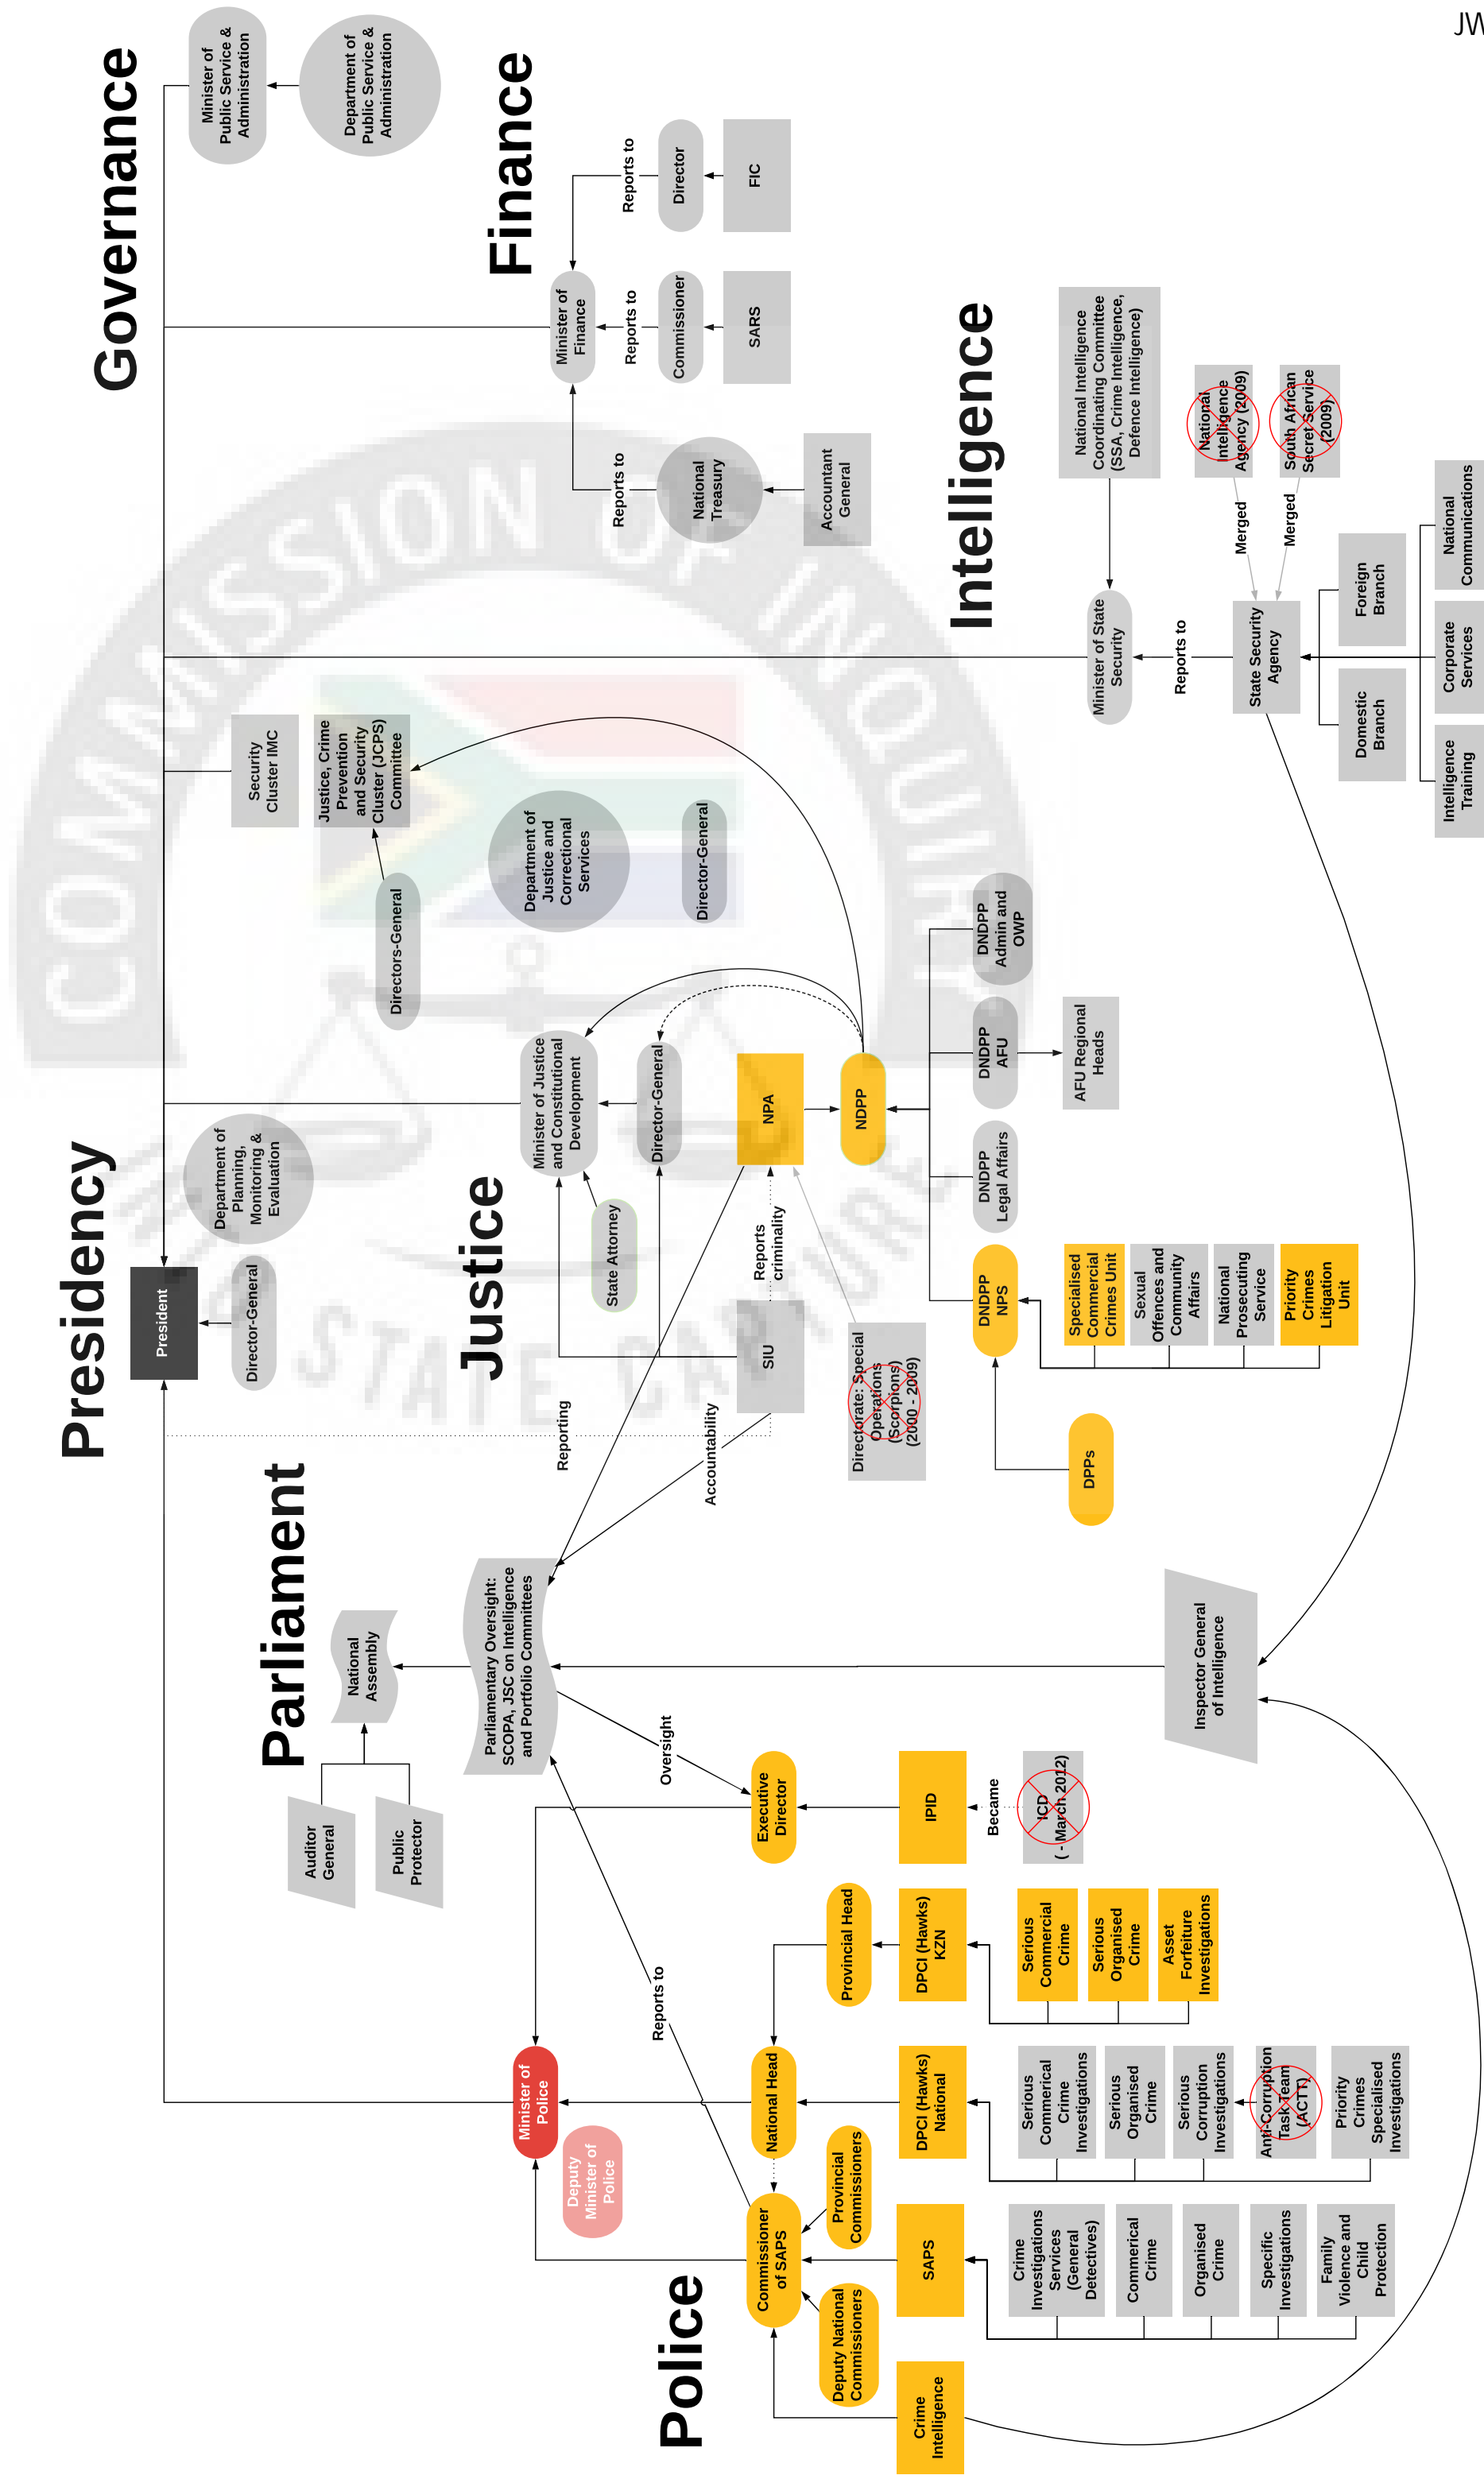 JW
Police
Parliament
Presidency
Governance
Justice
Finance
Intelligence
COMMISSION OF INQUIRY
STATE CAPTURE
President
Director-General
Department of
Planning,
Monitoring &
Evaluation
Minister of
Public Service &
Administration
Department of
Public Service &
Administration
Security
Cluster IMC
Justice, Crime
Prevention
and Security
Cluster (JCPS)
Committee
Directors-General
Department of
Justice and
Correctional
Services
Director-General
Minister of
Finance
Reports to
Reports to
Reports to
National
Treasury
Accountant
General
Commissioner
SARS
Director
FIC
Auditor
General
Public
Protector
National
Assembly
Parliamentary Oversight:
SCOPA, JSC on Intelligence
and Portfolio Committees
Reporting
Accountability
Oversight
Reports to
Minister of Justice
and Constitutional
Development
State Attorney
Director-General
SIU
Reports
criminality
NPA
NDPP
Directorate: Special
Operations
(Scorpions)
(2000 - 2009)
DNDPP
NPS
DNDPP
Legal Affairs
DNDPP
AFU
DNDPP
Admin and
OWP
AFU Regional
Heads
DPPs
Specialised
Commercial
Crimes Unit
Sexual
Offences and
Community
Affairs
National
Prosecuting
Service
Priority
Crimes
Litigation
Unit
Minister of
Police
Deputy
Minister of
Police
Commissioner
of SAPS
National Head
Provincial Head
Executive
Director
Deputy National
Commissioners
Provincial
Commissioners
Crime
Intelligence
SAPS
DPCI (Hawks)
National
DPCI (Hawks)
KZN
IPID
Became
ICD
( - March 2012)
Crime
Investigations
Services
(General
Detectives)
Commerical
Crime
Organised
Crime
Specific
Investigations
Family
Violence and
Child
Protection
Serious
Commerical
Crime
Investigations
Serious
Organised
Crime
Serious
Corruption
Investigations
Anti-Corruption
Task Team
(ACTT)
Priority
Crimes
Specialised
Investigations
Serious
Commercial
Crime
Serious
Organised
Crime
Asset
Forfeiture
Investigations
Inspector General
of Intelligence
National Intelligence
Coordinating Committee
(SSA, Crime Intelligence,
Defence Intelligence)
Minister of State
Security
Reports to
State Security
Agency
Merged
Merged
National
Intelligence
Agency (2009)
South African
Secret Service
(2009)
Domestic
Branch
Foreign
Branch
Intelligence
Training
Corporate
Services
National
Communications